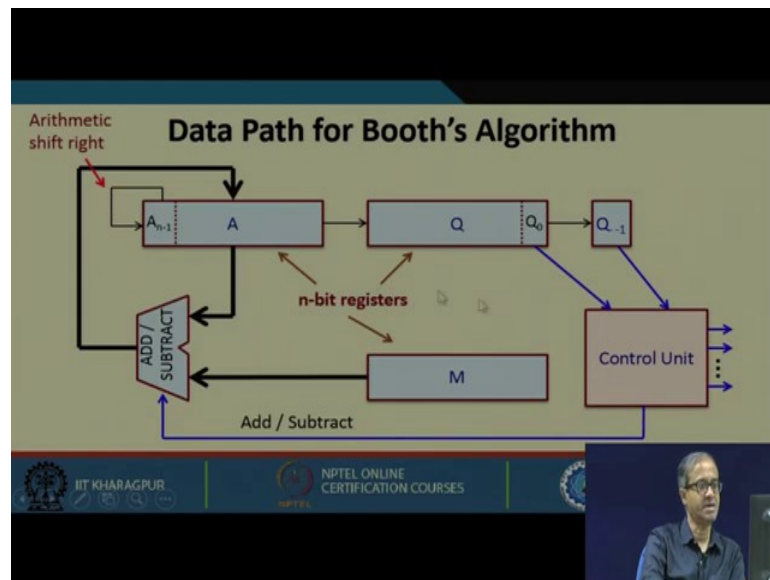 Data Path for Booth's Algorithm
Arithmetic
shift right
Aₙ₋₁
A
Q
Q₀
Q₋₁
n-bit registers
ADD /
SUBTRACT
M
Control Unit
Add / Subtract
IIT KHARAGPUR
NPTEL
NPTEL ONLINE
CERTIFICATION COURSES